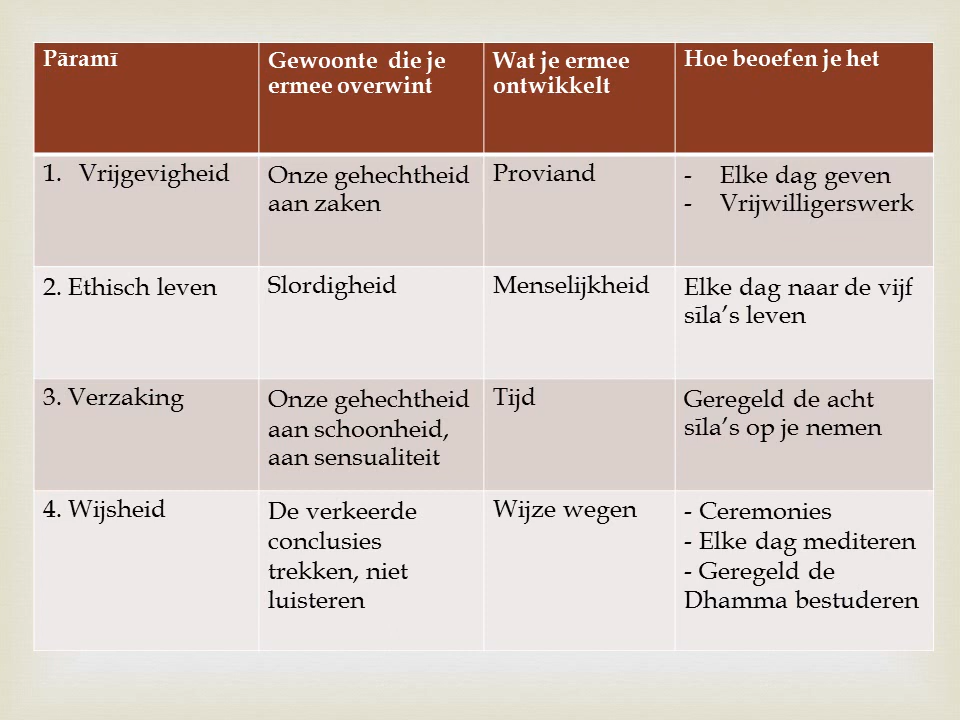 Pāramī
Gewoonte die je
ermee overwint
Wat je ermee
ontwikkelt
Hoe beoefen je het
1. Vrijgevigheid
Onze gehechtheid
aan zaken
Proviand
- Elke dag geven
- Vrijwilligerswerk
2. Ethisch leven
Slordigheid
Menselijkheid
Elke dag naar de vijf
sīla’s leven
3. Verzaking
Onze gehechtheid
aan schoonheid,
aan sensualiteit
Tijd
Geregeld de acht
sīla’s op je nemen
4. Wijsheid
De verkeerde
conclusies
trekken, niet
luisteren
Wijze wegen
- Ceremonies
- Elke dag mediteren
- Geregeld de
Dhamma bestuderen